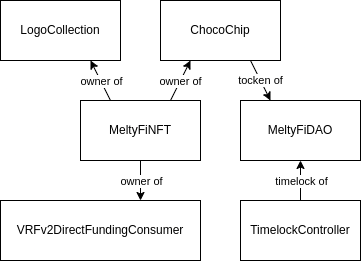 LogoCollection
ChocoChip
owner of
owner of
tocken of
MeltyFiNFT
MeltyFiDAO
owner of
timelock of
VRFv2DirectFundingConsumer
TimelockController